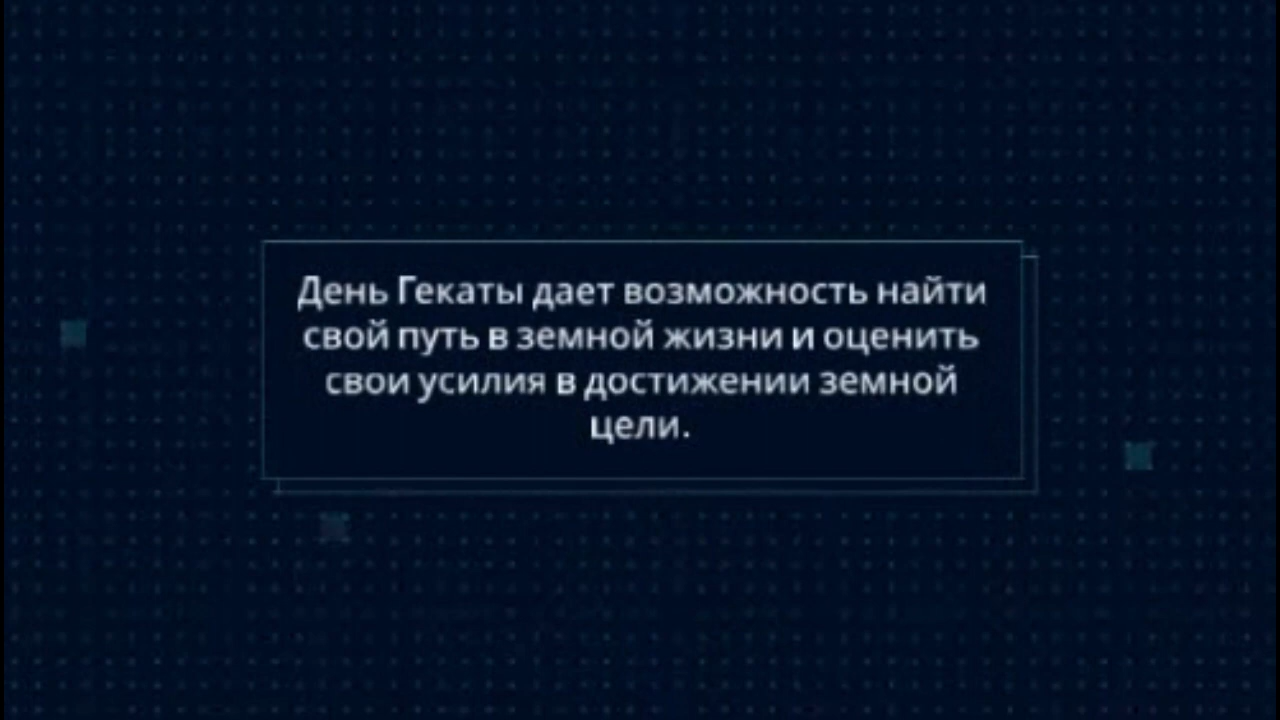 День Гекаты дает возможность найти
свой путь в земной жизни и оценить
свои усилия в достижении земной
цели.